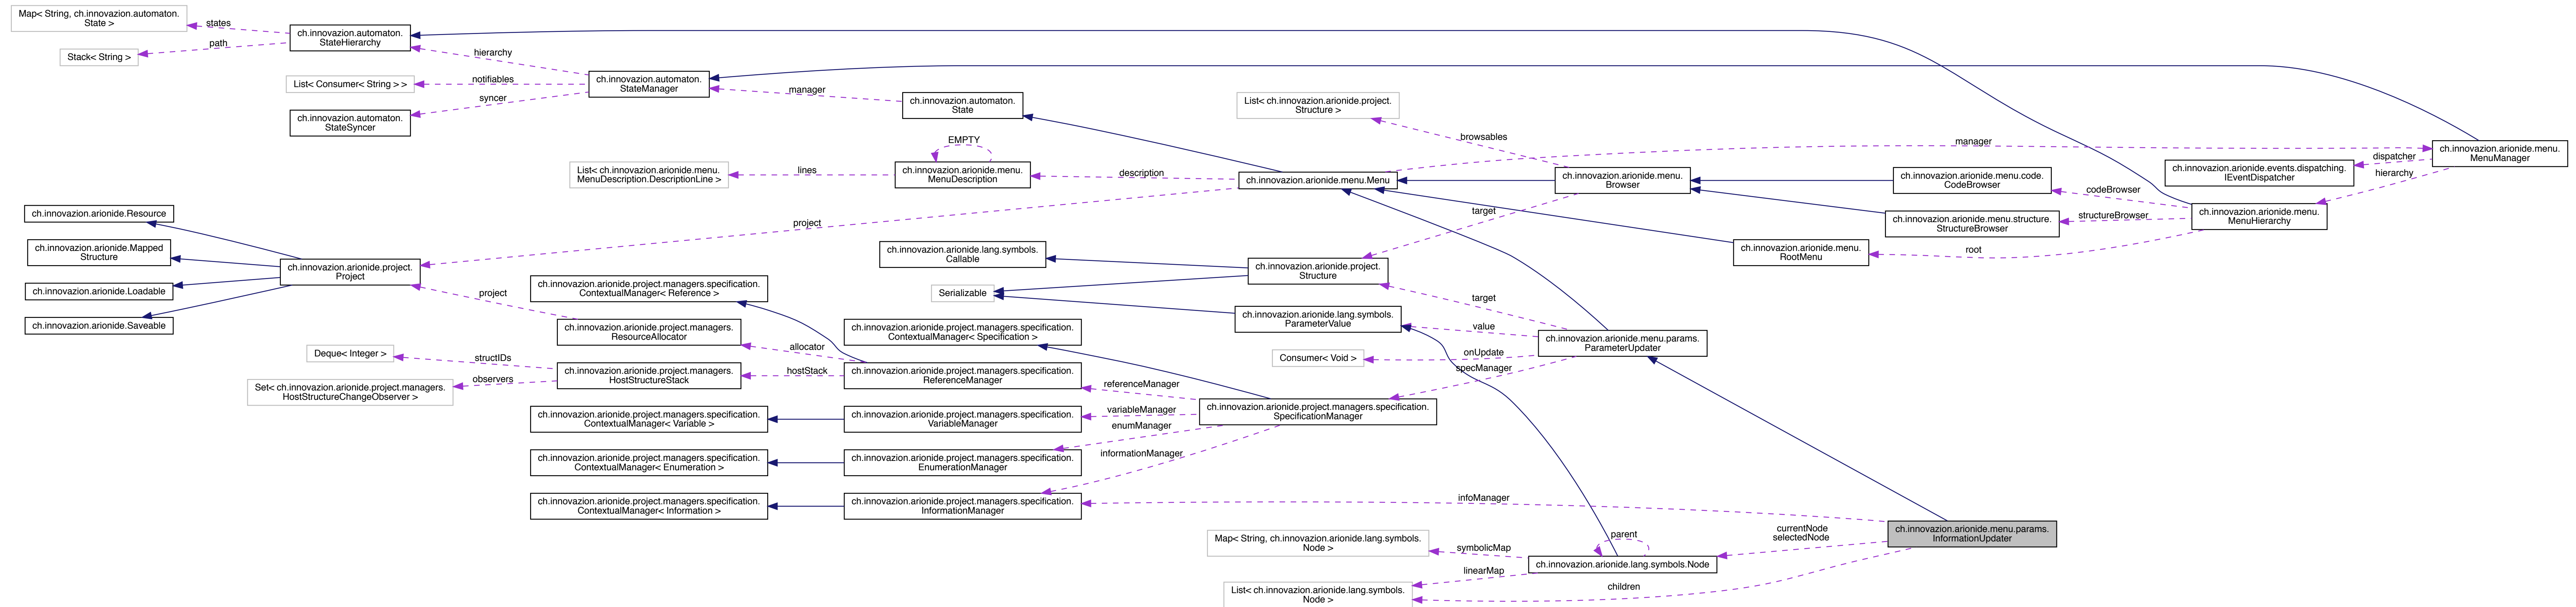 Map< String, ch.innovazion.automaton.
State >
states
ch.innovazion.automaton.
StateHierarchy
path
Stack< String >
hierarchy
notifiables
List< Consumer< String > >
ch.innovazion.automaton.
StateManager
syncer
ch.innovazion.automaton.
StateSyncer
manager
ch.innovazion.automaton.
State
List< ch.innovazion.arionide.project.
Structure >
browsables
EMPTY
manager
ch.innovazion.arionide.menu.
MenuManager
dispatcher
ch.innovazion.arionide.events.dispatching.
IEventDispatcher
hierarchy
List< ch.innovazion.arionide.menu.
MenuDescription.DescriptionLine >
lines
ch.innovazion.arionide.menu.
MenuDescription
description
ch.innovazion.arionide.menu.Menu
ch.innovazion.arionide.menu.
Browser
ch.innovazion.arionide.menu.code.
CodeBrowser
codeBrowser
ch.innovazion.arionide.menu.
MenuHierarchy
ch.innovazion.arionide.menu.structure.
StructureBrowser
structureBrowser
target
project
ch.innovazion.arionide.menu.
RootMenu
root
ch.innovazion.arionide.Resource
ch.innovazion.arionide.Mapped
Structure
ch.innovazion.arionide.project.
Project
ch.innovazion.arionide.Loadable
ch.innovazion.arionide.Saveable
ch.innovazion.arionide.lang.symbols.
Callable
ch.innovazion.arionide.project.
Structure
Serializable
ch.innovazion.arionide.lang.symbols.
ParameterValue
target
value
ch.innovazion.arionide.menu.params.
ParameterUpdater
onUpdate
Consumer< Void >
specManager
project
ch.innovazion.arionide.project.managers.specification.
ContextualManager< Reference >
ch.innovazion.arionide.project.managers.
ResourceAllocator
ch.innovazion.arionide.project.managers.specification.
ContextualManager< Specification >
allocator
Deque< Integer >
structIDs
observers
Set< ch.innovazion.arionide.project.managers.
HostStructureChangeObserver >
ch.innovazion.arionide.project.managers.
HostStructureStack
hostStack
ch.innovazion.arionide.project.managers.specification.
ReferenceManager
referenceManager
variableManager
enumManager
informationManager
ch.innovazion.arionide.project.managers.specification.
SpecificationManager
ch.innovazion.arionide.project.managers.specification.
ContextualManager< Variable >
ch.innovazion.arionide.project.managers.specification.
VariableManager
ch.innovazion.arionide.project.managers.specification.
ContextualManager< Enumeration >
ch.innovazion.arionide.project.managers.specification.
EnumerationManager
ch.innovazion.arionide.project.managers.specification.
ContextualManager< Information >
ch.innovazion.arionide.project.managers.specification.
InformationManager
infoManager
ch.innovazion.arionide.menu.params.
InformationUpdater
currentNode
selectedNode
parent
Map< String, ch.innovazion.arionide.lang.symbols.
Node >
symbolicMap
ch.innovazion.arionide.lang.symbols.Node
linearMap
List< ch.innovazion.arionide.lang.symbols.
Node >
children